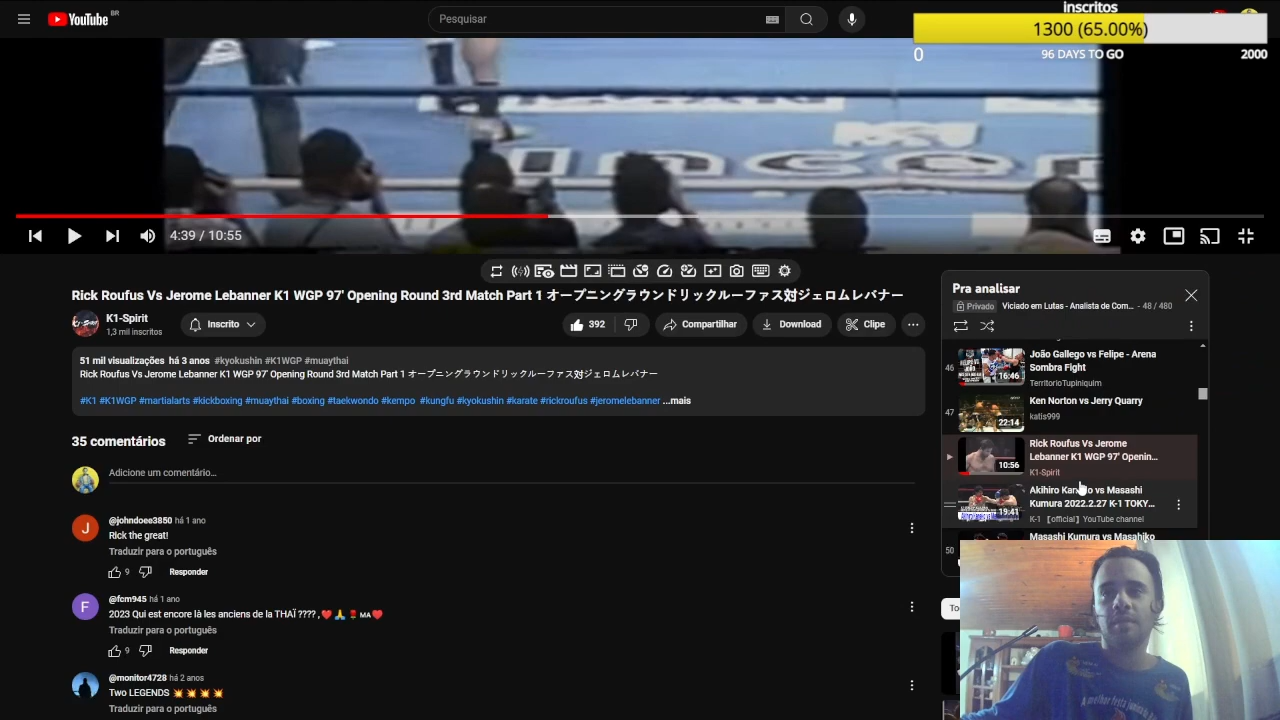 YouTube BR
Pesquisar
inscritos
1300 (65.00%)
0
96 DAYS TO GO
2000
4:39 / 10:55
Rick Roufus Vs Jerome Lebanner K1 WGP 97' Opening Round 3rd Match Part 1 オープニングラウンドリックルーファス対ジェロムレバナー
K1-Spirit
1,3 mil inscritos
Inscrito
392
Compartilhar
Download
Clipe
51 mil visualizações há 3 anos #kyokushin #K1WGP #muaythai
Rick Roufus Vs Jerome Lebanner K1 WGP 97' Opening Round 3rd Match Part 1 オープニングラウンドリックルーファス対ジェロムレバナー
#K1 #K1WGP #martialarts #kickboxing #muaythai #boxing #taekwondo #kempo #kungfu #kyokushin #karate #rickroufus #jeromelebanner ...mais
35 comentários
Ordenar por
Adicione um comentário...
J
@johndoee3850 há 1 ano
RIck the great!
Traduzir para o português
9
Responder
F
@fcm945 há 1 ano
2023 Qui est encore là les anciens de la THAÏ ???? ,❤️🙏🌹🇲🇦❤️
Traduzir para o português
9
Responder
@monitor4728 há 2 anos
Two LEGENDS 💥💥💥💥
Traduzir para o português
Pra analisar
Privado
Viciado em Lutas - Analista de Com... - 48 / 480
46
16:46
João Gallego vs Felipe - Arena
Sombra Fight
TerritorioTupiniquim
47
22:14
Ken Norton vs Jerry Quarry
katis999
10:56
Rick Roufus Vs Jerome
Lebanner K1 WGP 97' Openin...
K1-Spirit
19:41
Akihiro vs Masashi
Kumura 2022.2.27 K-1 TOKY...
K-1 【official】YouTube channel
50
Masashi Kumura vs Masahiko
To
A melhor